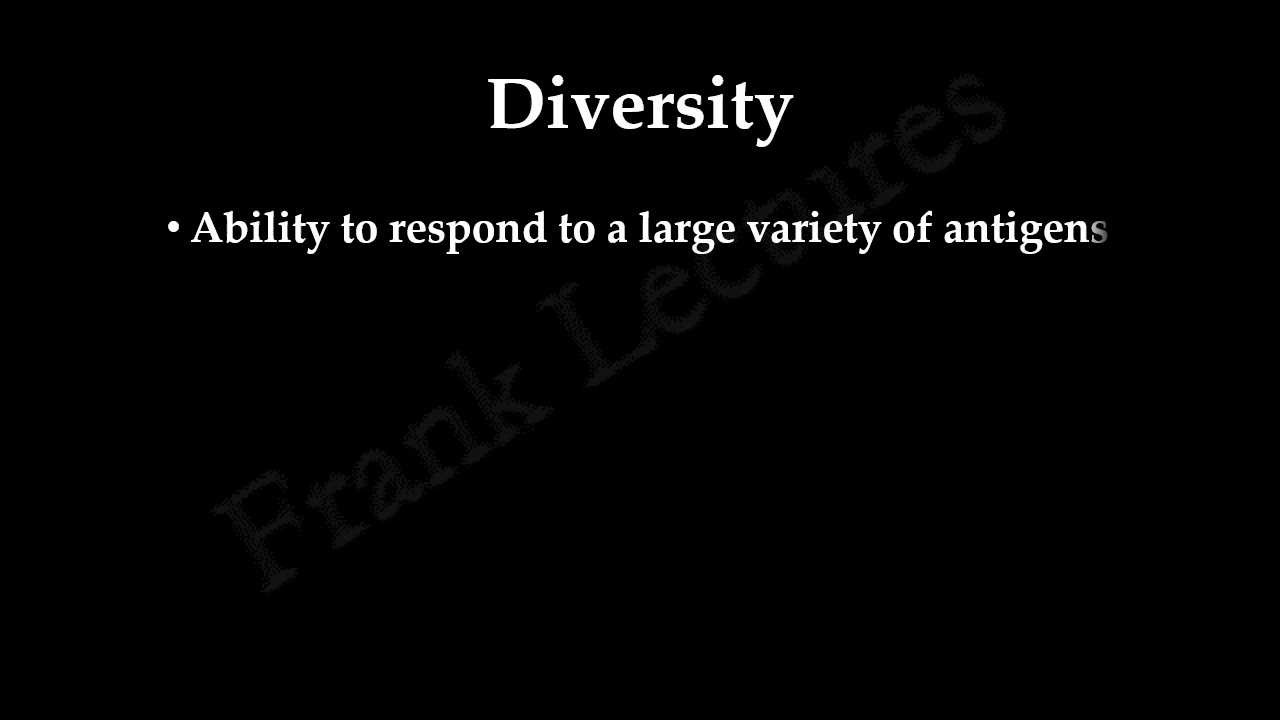 Diversity
• Ability to respond to a large variety of antigens
Frank Lectures